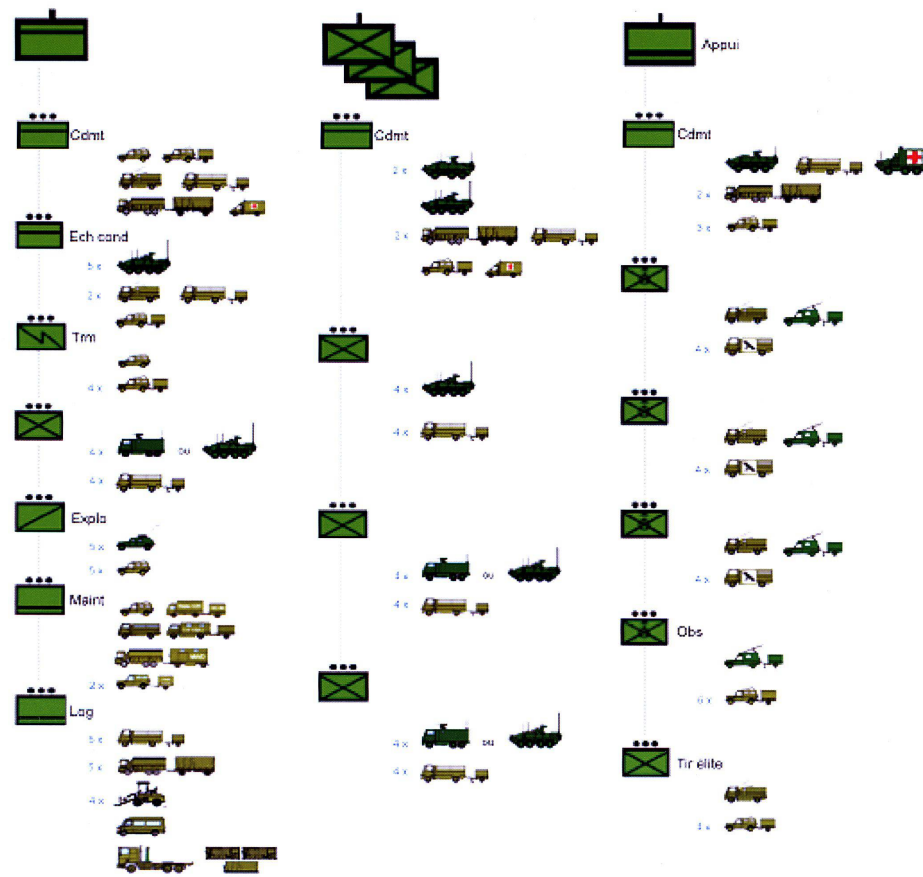 Cdmt
Ech cond
5 x
2 x
Trm
4 x
4 x ou
4 x
Explo
5 x
5 x
Maint
2 x
Log
5 x
4 x
Cdmt
2 x
4 x
4 x
ou
4 x
4 x ou
4 x
Appui
Cdmt
2 x
3 x
4 x
4 x
4 x
Obs
6 x
Tir élite